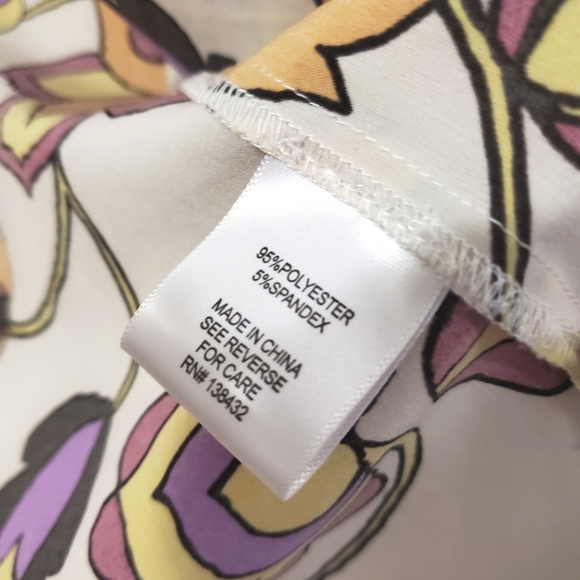 95%POLYESTER
5%SPANDEX
MADE IN CHINA
SEE REVERSE
FOR CARE
RN# 138432